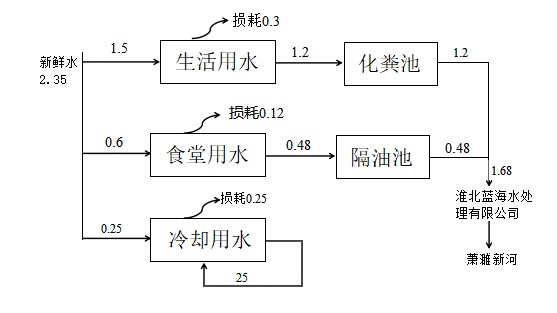 损耗0.3
新鲜水
2.35
1.5
生活用水
1.2
化粪池
1.2
损耗0.12
0.6
食堂用水
0.48
隔油池
0.48
1.68
损耗0.25
淮北蓝海水处
理有限公司
0.25
冷却用水
25
萧濉新河